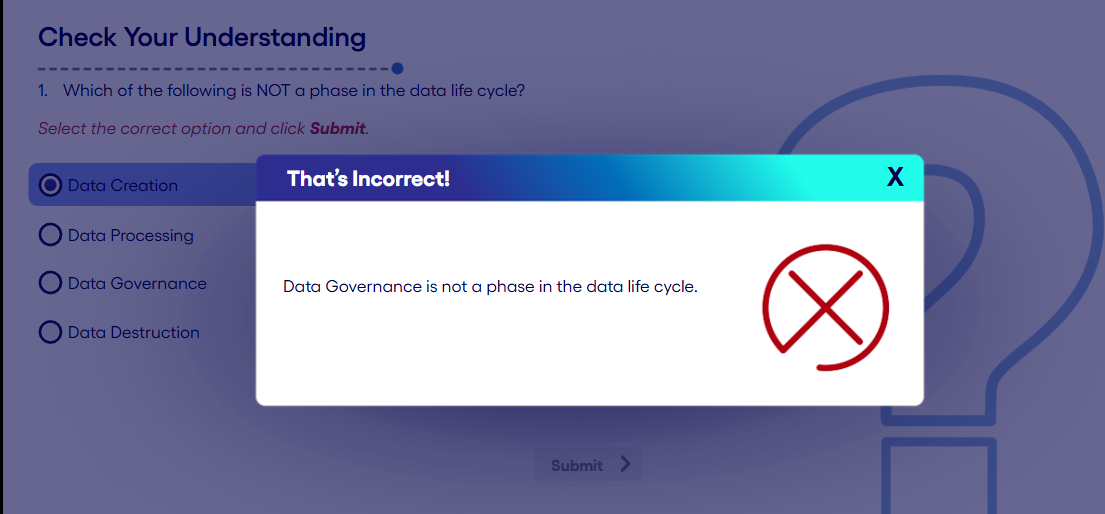 Check Your Understanding
1. Which of the following is NOT a phase in the data life cycle?
Select the correct option and click Submit.
That's Incorrect! X
Data Creation
Data Processing
Data Governance
Data Governance is not a phase in the data life cycle.
Data Destruction
Submit